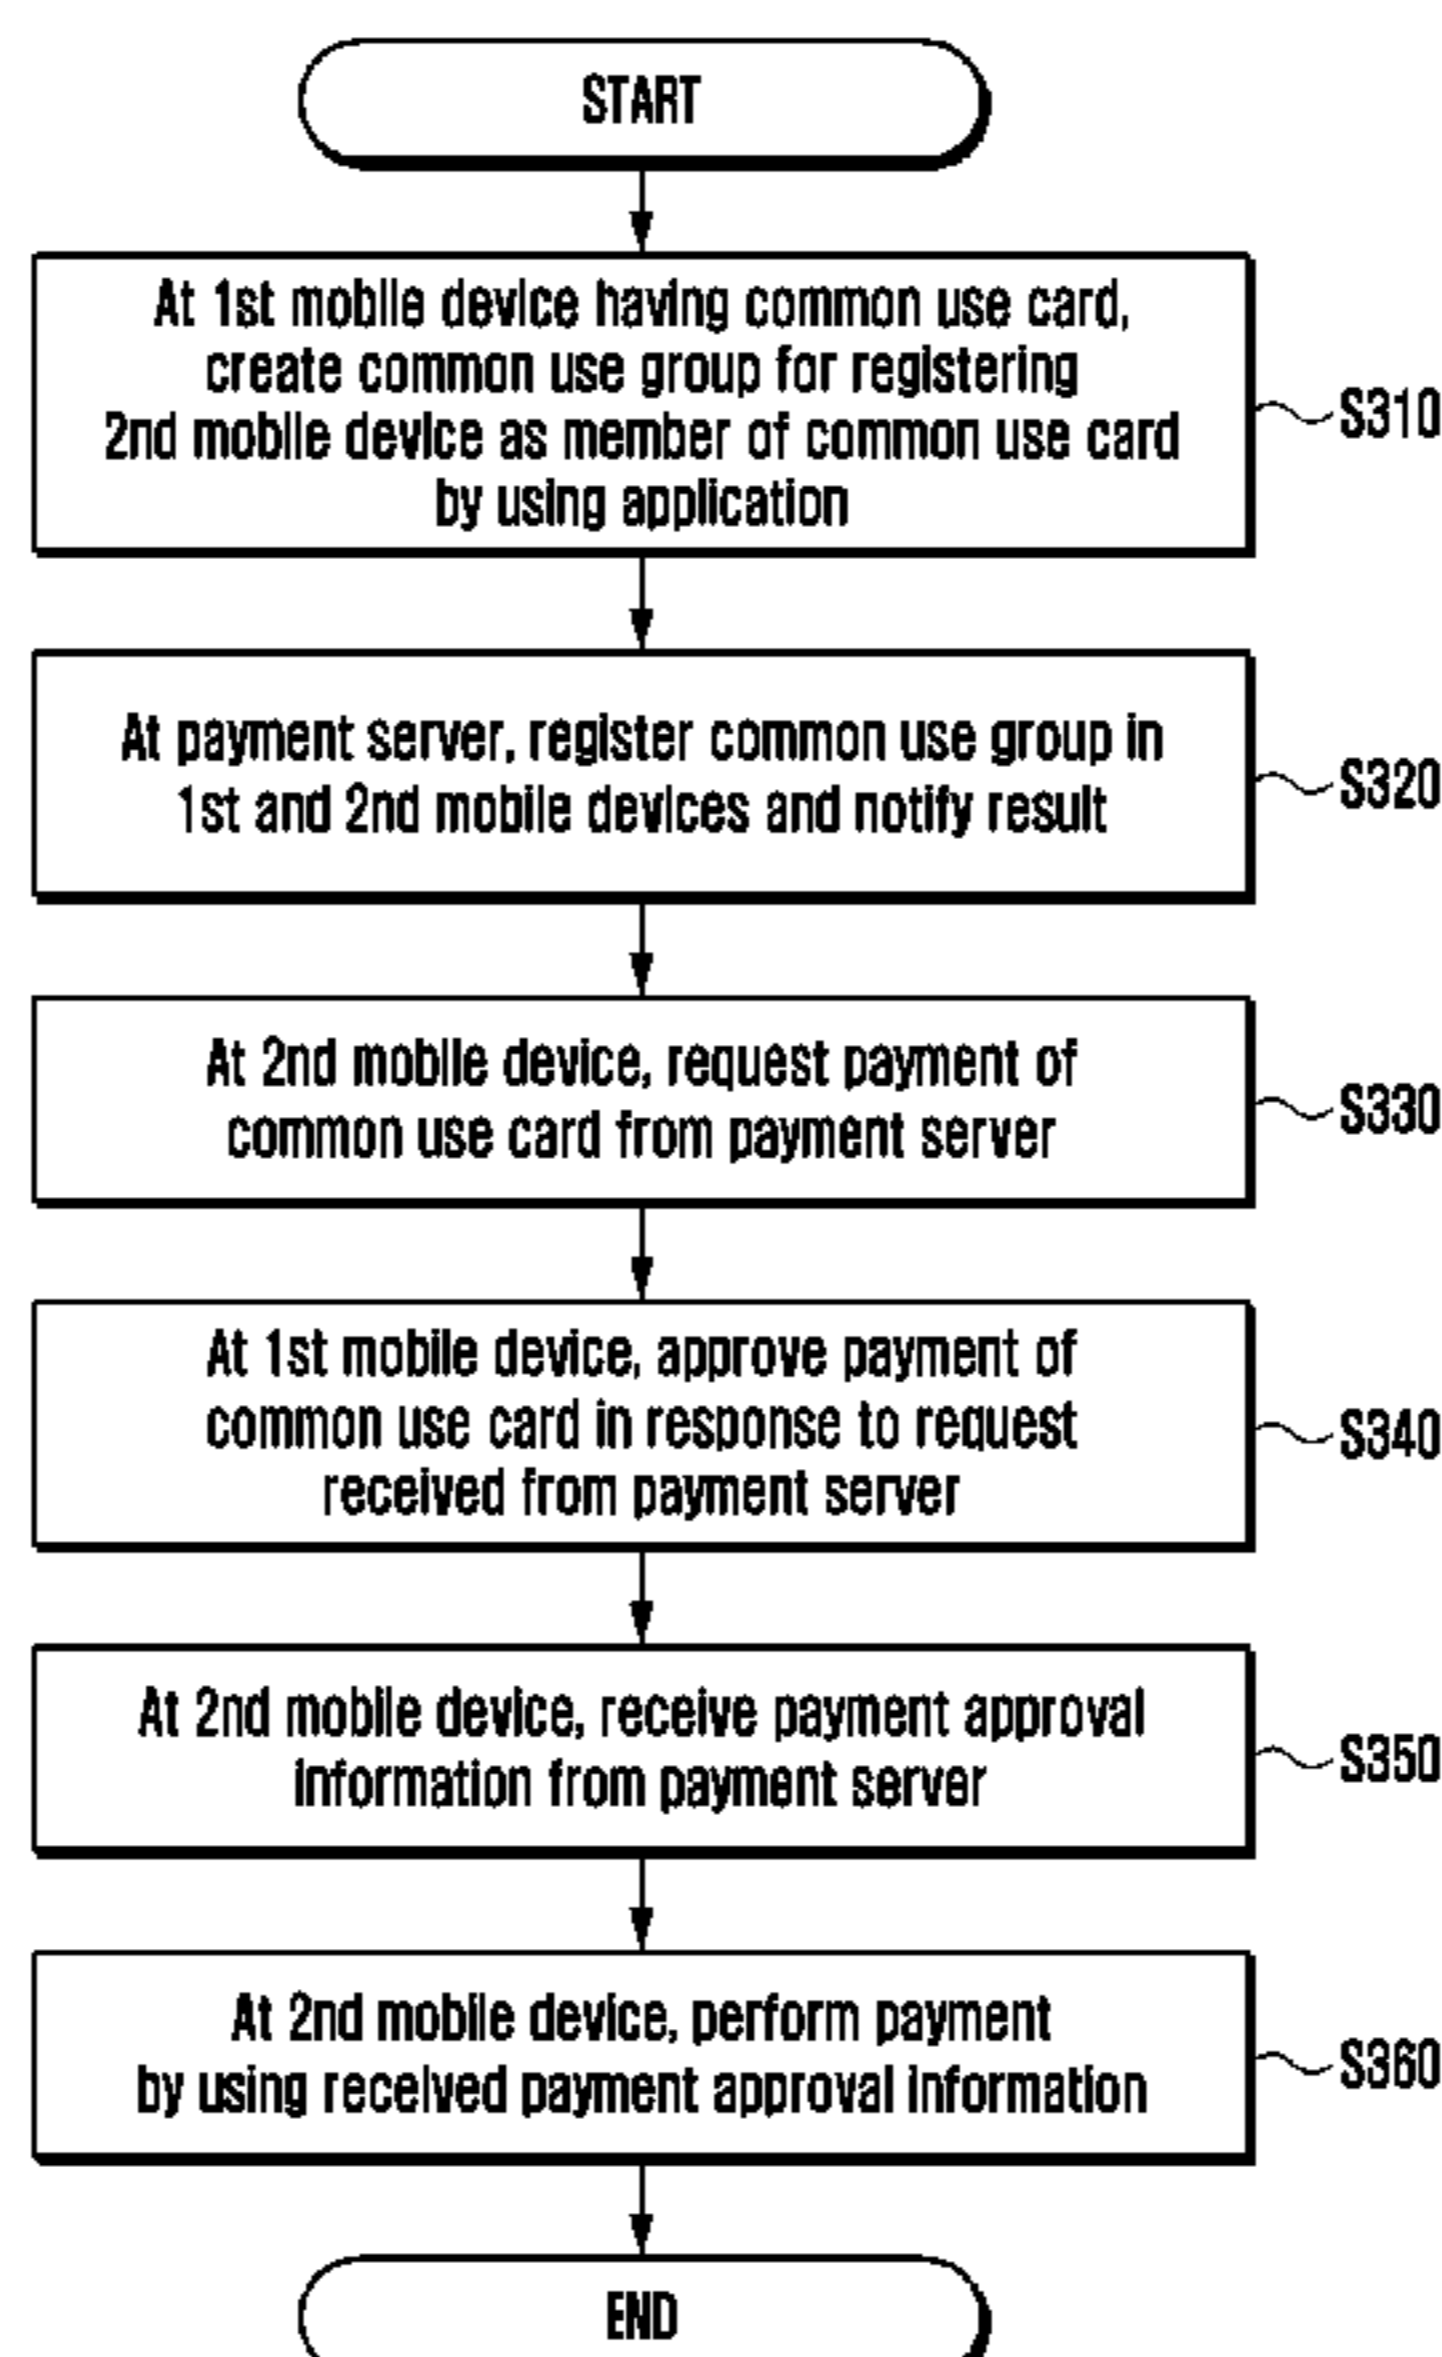 START
At 1st mobile device having common use card,
create common use group for registering
2nd mobile device as member of common use card
by using application
S310
At payment server, register common use group in
1st and 2nd mobile devices and notify result
S320
At 2nd mobile device, request payment of
common use card from payment server
S330
At 1st mobile device, approve payment of
common use card in response to request
received from payment server
S340
At 2nd mobile device, receive payment approval
information from payment server
S350
At 2nd mobile device, perform payment
by using received payment approval information
S360
END